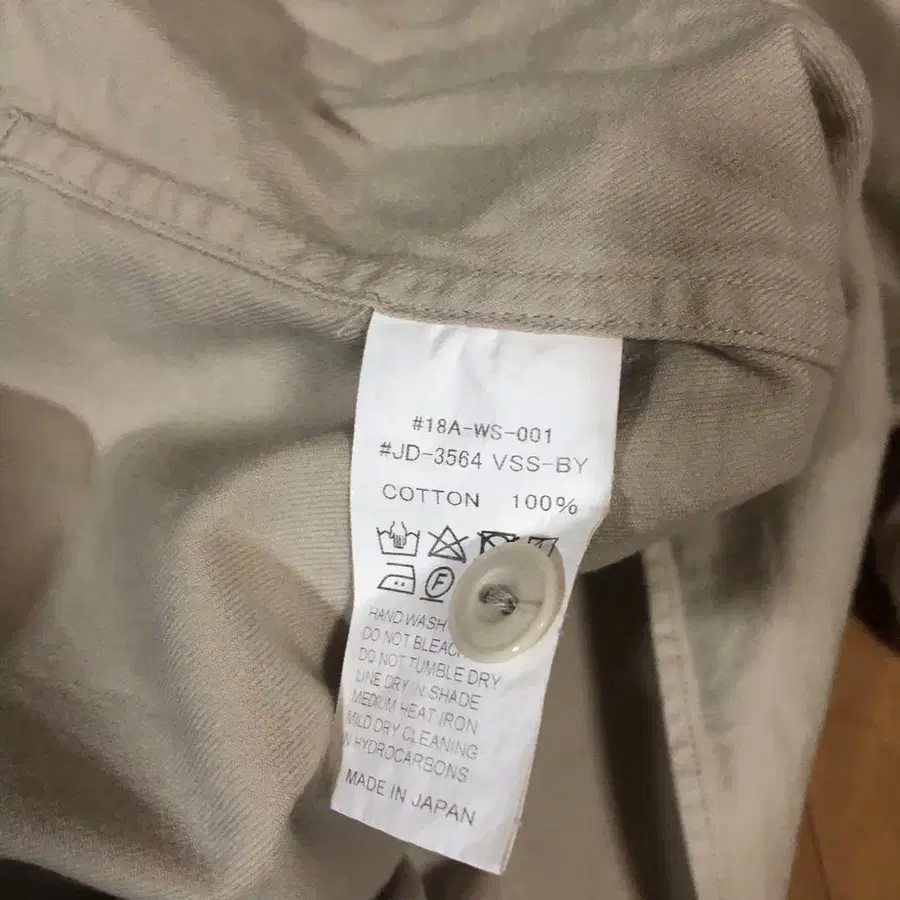 #18A-WS-001
#JD-3564 VSS-BY
COTTON 100%
F
HAND WASH
DO NOT BLEACH
DO NOT TUMBLE DRY
LINE DRY IN SHADE
MEDIUM HEAT IRON
MILD DRY CLEANING
IN HYDROCARBONS
MADE IN JAPAN